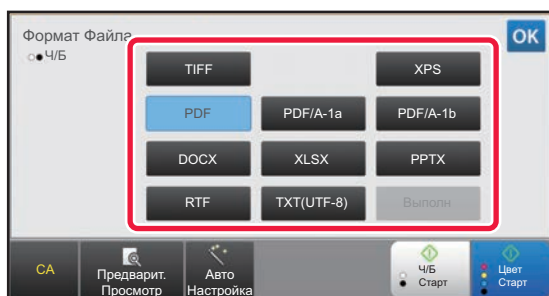 Формат Файла
OK
Ч/Б
TIFF XPS
PDF PDF/A-1a PDF/A-1b
DOCX XLSX PPTX
RTF TXT(UTF-8) Выполн
CA
Предварит.
Просмотр
Авто
Настройка
Ч/Б
Старт
Цвет
Старт